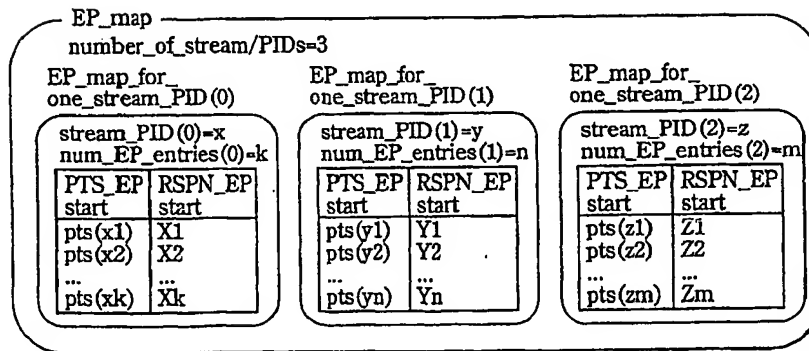 EP_map
number_of_stream/PIDs=3
EP_map_for_
one_stream_PID(0)
stream_PID(0)=x
num_EP_entries(0)=k
PTS_EP RSPN_EP
start start
pts(x1) X1
pts(x2) X2
... ...
pts(xk) Xk
EP_map_for_
one_stream_PID(1)
stream_PID(1)=y
num_EP_entries(1)=n
PTS_EP RSPN_EP
start start
pts(y1) Y1
pts(y2) Y2
... ...
pts(yn) Yn
EP_map_for_
one_stream_PID(2)
stream_PID(2)=z
num_EP_entries(2)=m
PTS_EP RSPN_EP
start start
pts(z1) Z1
pts(z2) Z2
... ...
pts(zm) Zm